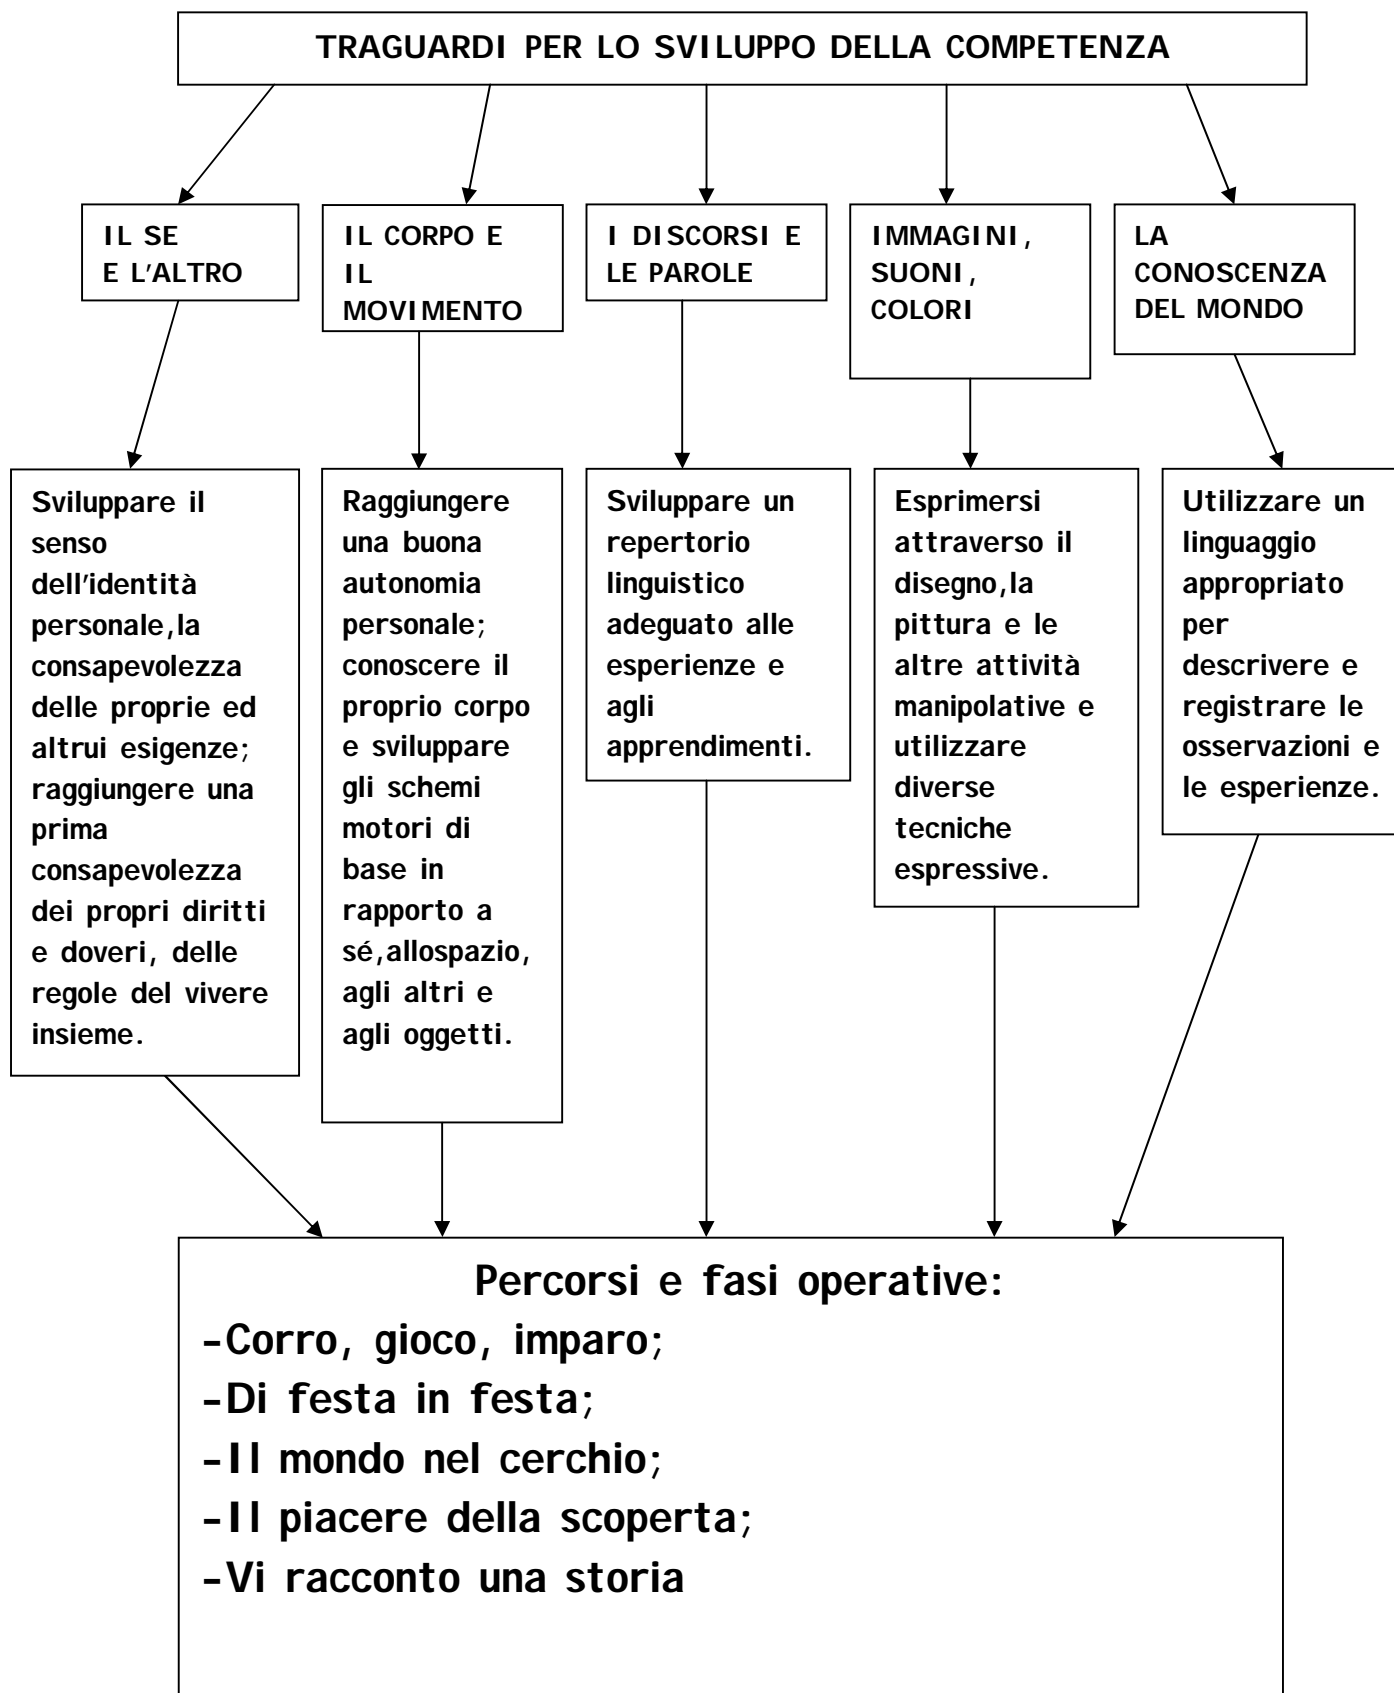 TRAGUARDI PER LO SVILUPPO DELLA COMPETENZA
IL SE
E L'ALTRO
IL CORPO E
IL
MOVIMENTO
I DISCORSI E
LE PAROLE
IMMAGINI,
SUONI,
COLORI
LA
CONOSCENZA
DEL MONDO
Sviluppare il
senso
dell'identità
personale,la
consapevolezza
delle proprie ed
altrui esigenze;
raggiungere una
prima
consapevolezza
dei propri diritti
e doveri, delle
regole del vivere
insieme.
Raggiungere
una buona
autonomia
personale;
conoscere il
proprio corpo
e sviluppare
gli schemi
motori di
base in
rapporto a
sé,allospazio,
agli altri e
agli oggetti.
Sviluppare un
repertorio
linguistico
adeguato alle
esperienze e
agli
apprendimenti.
Esprimersi
attraverso il
disegno,la
pittura e le
altre attività
manipolative e
utilizzare
diverse
tecniche
espressive.
Utilizzare un
linguaggio
appropriato
per
descrivere e
registrare le
osservazioni e
le esperienze.
Percorsi e fasi operative:
-Corro, gioco, imparo;
-Di festa in festa;
-Il mondo nel cerchio;
-Il piacere della scoperta;
-Vi racconto una storia